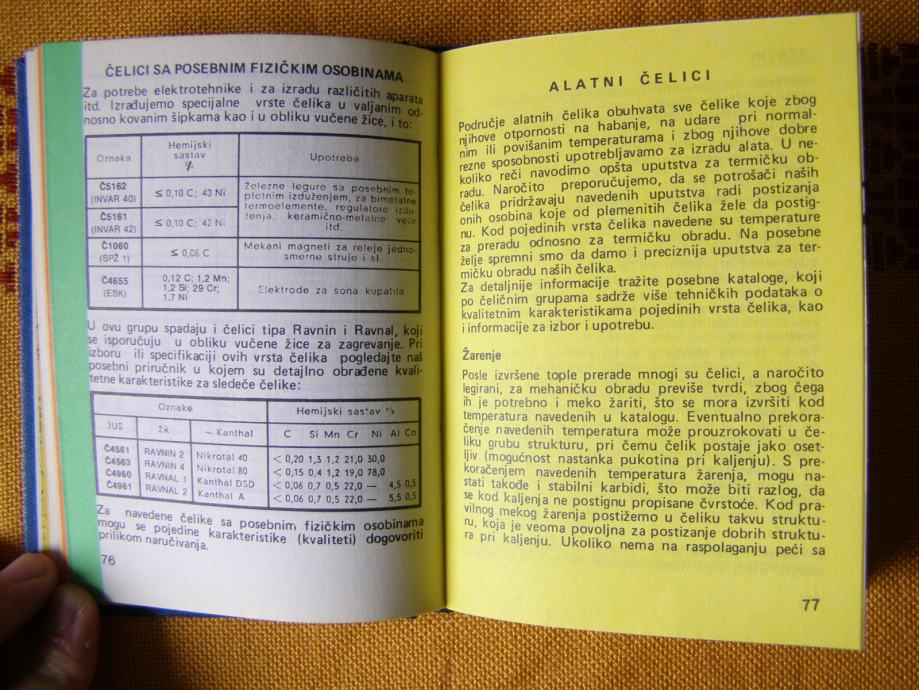 ČELICI SA POSEBNIM FIZIČKIM OSOBINAMA
Za potrebe elektrotehnike i za izradu različitih aparata
itd. Izrađujemo specijalne vrste čelika u valjanim od-
nosno kovanim šipkama kao i u obliku vučene žice, i to:
Oznaka Hemijski sastav % Upotreba
Č5162 (INVAR 40) ≤ 0,10 C; 40 Ni
Č5161 (INVAR 42) ≤ 0,10 C; 42 Ni
Železne legure sa posebnim to-
plotnim izduženjem, za bimetalne
termoelemente, regulatore izdu-
ženja, keramično-metalne veze
itd.
Č1060 (SPŽ 1) ≤ 0,08 C
Mekani magneti za releje jedno-
smerne struje i sl.
Č4655 (ESK) 0,12 C; 1,2 Mn;
1,2 Si; 29 Cr;
1,7 Ni
Elektrode za sona kupatila
U ovu grupu spadaju i čelici tipa Ravnin i Ravnal, koji
se isporučuju u obliku vučene žice za zagrevanje. Pri
izboru ili specifikaciji ovih vrsta čelika pogledajte naš
posebni priručnik u kojem su detaljno obrađene kvali-
tetne karakteristike za sledeće čelike:
Oznake Hemijski sastav %
JUS ŽR ~ Kanthal C Si Mn Cr Ni Al Co
Č4561 RAVNIN 2 Nikrotal 40 < 0,20 1,3 1,2 21,0 30,0
Č4563 RAVNIN 4 Nikrotal 80 < 0,15 0,4 1,2 19,0 78,0
Č4960 RAVNAL 1 Kanthal DSD < 0,06 0,7 0,5 22,0 — 4,5 0,5
Č4961 RAVNAL 2 Kanthal A < 0,06 0,7 0,5 22,0 — 5,5 0,5
Za navedene čelike sa posebnim fizičkim osobinama
mogu se pojedine karakteristike (kvaliteti) dogovoriti
prilikom naručivanja.
76
ALATNI ČELICI
Područje alatnih čelika obuhvata sve čelike koje zbog
njihove otpornosti na habanje, na udare pri normal-
nim ili povišanim temperaturama i zbog njihove dobre
rezne sposobnosti upotrebljavamo za izradu alata. U ne-
koliko reči navodimo opšta uputstva za termičku ob-
radu. Naročito preporučujemo, da se potrošači naših
čelika pridržavaju navedenih uputstva radi postizanja
onih osobina koje od plemenitih čelika žele da postig-
nu. Kod pojedinih vrsta čelika navedene su temperature
za preradu odnosno za termičku obradu. Na posebne
želje spremni smo da damo i preciznija uputstva za ter-
mičku obradu naših čelika.
Za detaljnije informacije tražite posebne kataloge, koji
po čeličnim grupama sadrže više tehničkih podataka o
kvalitetnim karakteristikama pojedinih vrsta čelika, kao
i informacije za izbor i upotrebu.
Žarenje
Posle izvršene tople prerade mnogi su čelici, a naročito
legirani, za mehaničku obradu previše tvrdi, zbog čega
ih je potrebno i meko žariti, što se mora izvršiti kod
temperatura navedenih u katalogu. Eventualno prekora-
čenje navedenih temperatura može prouzrokovati u če-
liku grubu strukturu, pri čemu čelik postaje jako oset-
ljiv (mogućnost nastanka pukotina pri kaljenju). S pre-
koračenjem navedenih temperatura žarenja, mogu na-
stati takođe i stabilni karbidi, što može biti razlog, da
se kod kaljenja ne postignu propisane čvrstoće. Kod pra-
vilnog mekog žarenja postižemo u čeliku takvu struktu-
ru, koja je veoma povoljna za postizanje dobrih struktu-
ra pri kaljenju. Ukoliko nema na raspolaganju peći sa
77